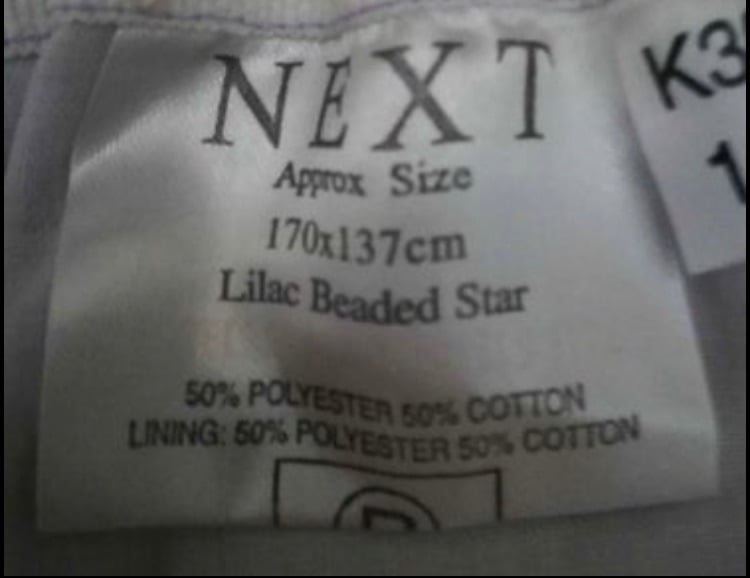 NEXT
Approx Size
170x137cm
Lilac Beaded Star
50% POLYESTER 50% COTTON
LINING: 50% POLYESTER 50% COTTON